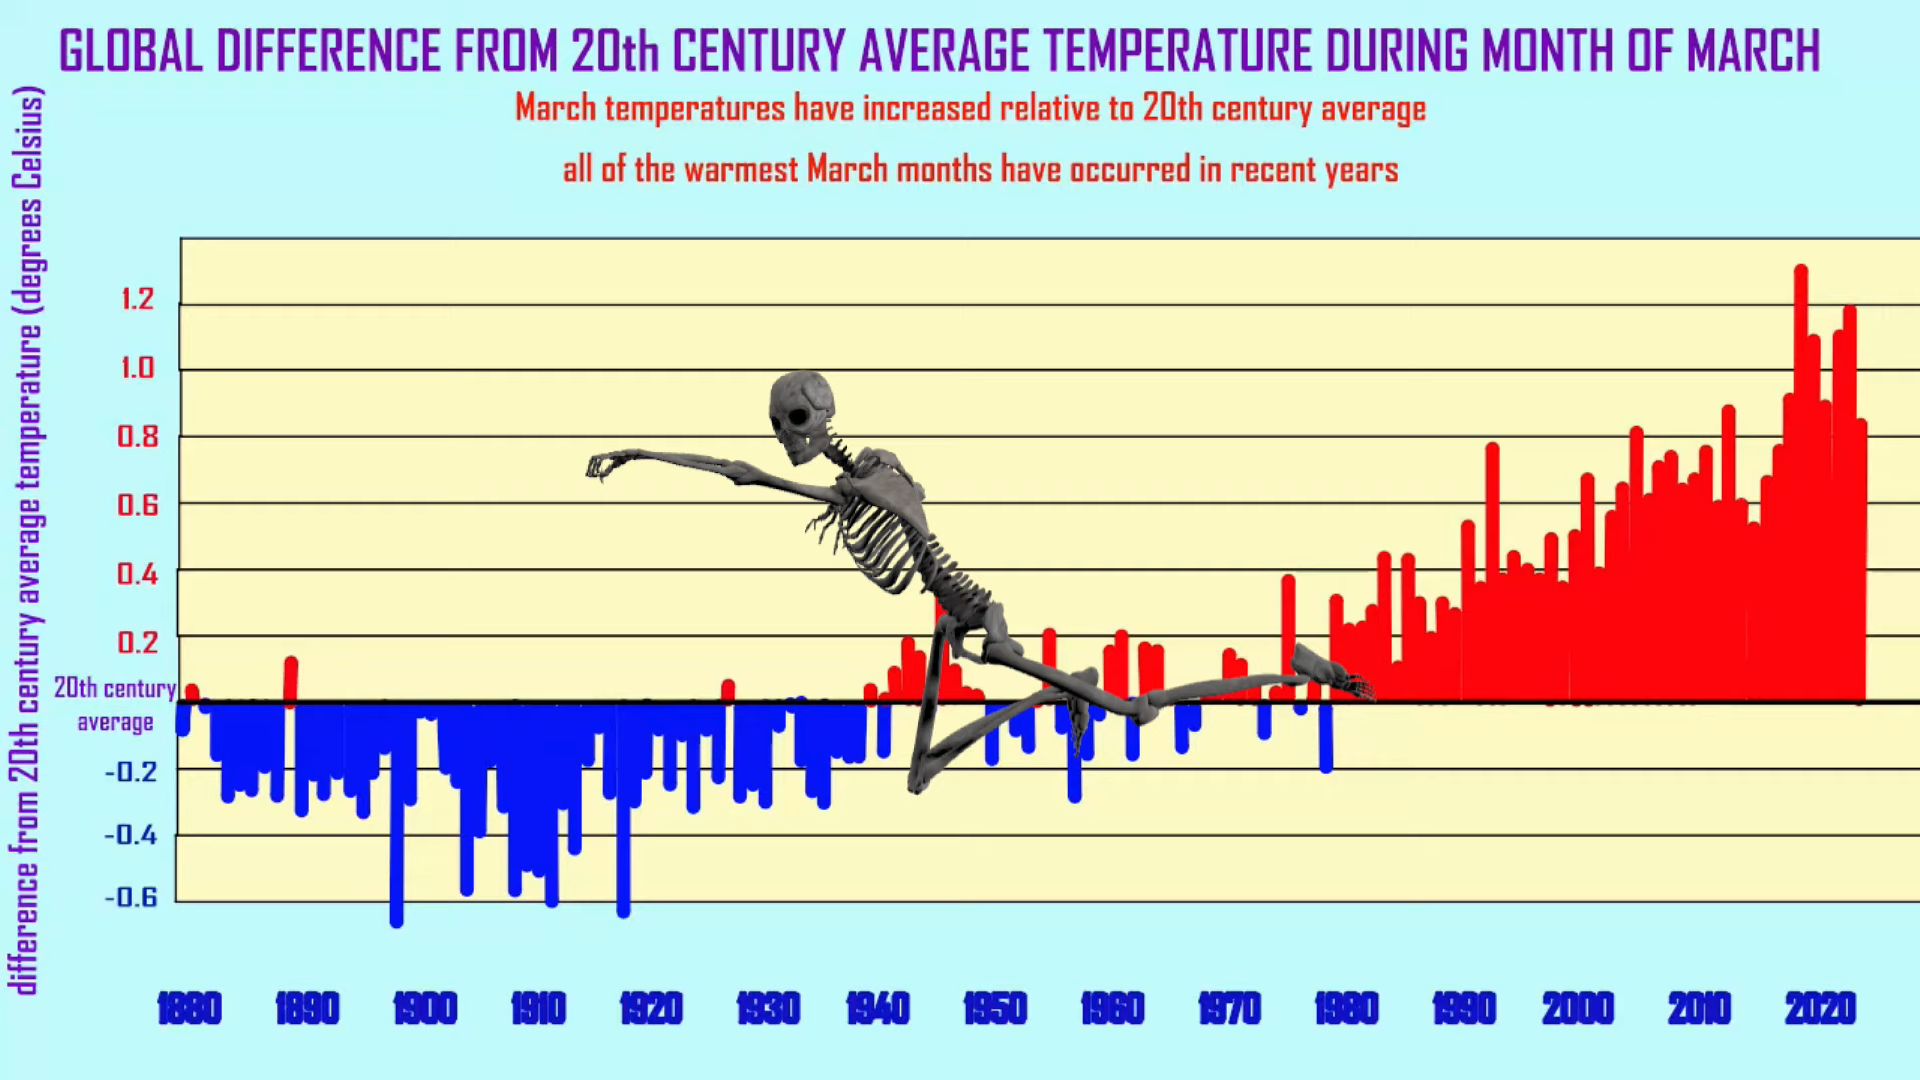 GLOBAL DIFFERENCE FROM 20th CENTURY AVERAGE TEMPERATURE DURING MONTH OF MARCH
March temperatures have increased relative to 20th century average
all of the warmest March months have occurred in recent years
difference from 20th century average temperature (degrees Celsius)
1.2
1.0
0.8
0.6
0.4
0.2
20th century
average
-0.2
-0.4
-0.6
1880 1890 1900 1910 1920 1930 1940 1950 1960 1970 1980 1990 2000 2010 2020